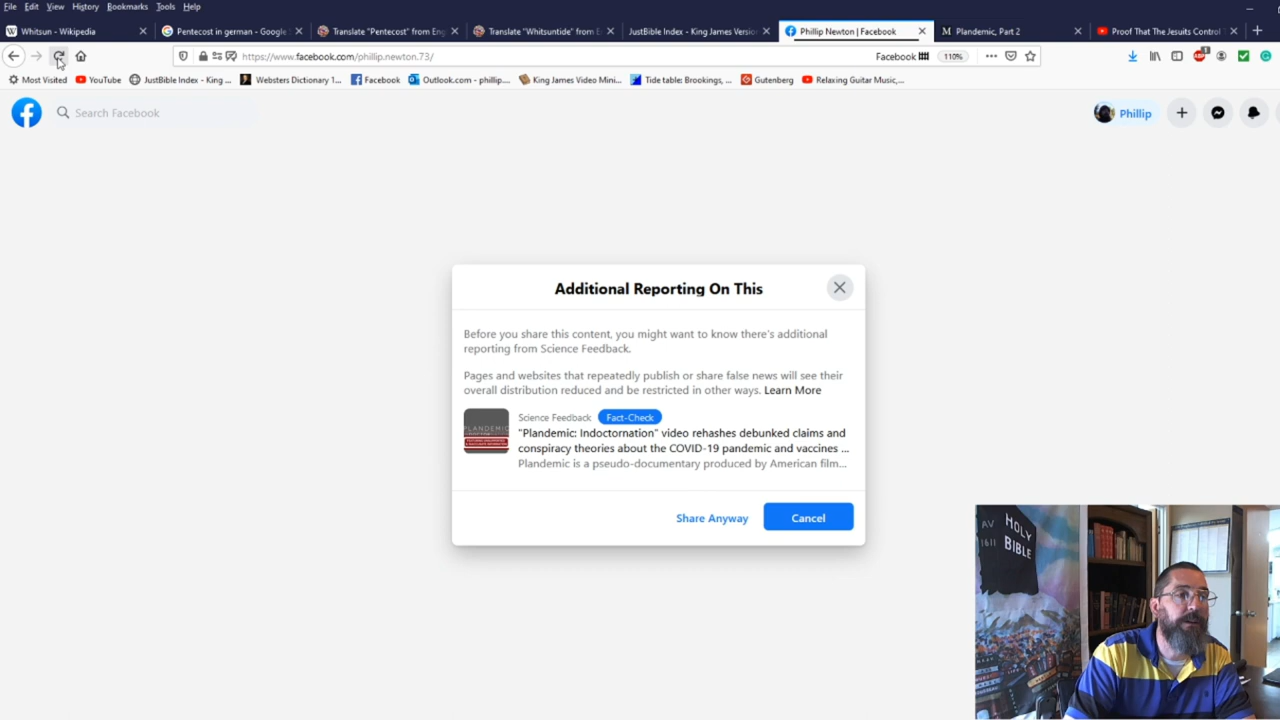 File Edit View History Bookmarks Tools Help
Whitsun - Wikipedia
Pentecost in german - Google S
Translate "Pentecost" from Eng
Translate "Whitsuntide" from E
JustBible Index - King James Versio
Phillip Newton | Facebook
Plandemic, Part 2
Proof That The Jesuits Control
https://www.facebook.com/phillip.newton.73/
Facebook
110%
Most Visited
YouTube
JustBible Index - King ...
Websters Dictionary 1...
Facebook
Outlook.com - phillip....
King James Video Mini...
Tide table: Brookings, ...
Gutenberg
Relaxing Guitar Music,...
Search Facebook
Phillip
Additional Reporting On This
Before you share this content, you might want to know there's additional
reporting from Science Feedback.
Pages and websites that repeatedly publish or share false news will see their
overall distribution reduced and be restricted in other ways. Learn More
Science Feedback Fact-Check
"Plandemic: Indoctornation" video rehashes debunked claims and
conspiracy theories about the COVID-19 pandemic and vaccines ...
Plandemic is a pseudo-documentary produced by American film...
PLANDEMIC
Share Anyway
Cancel
AV
1611
HOLY
BIBLE